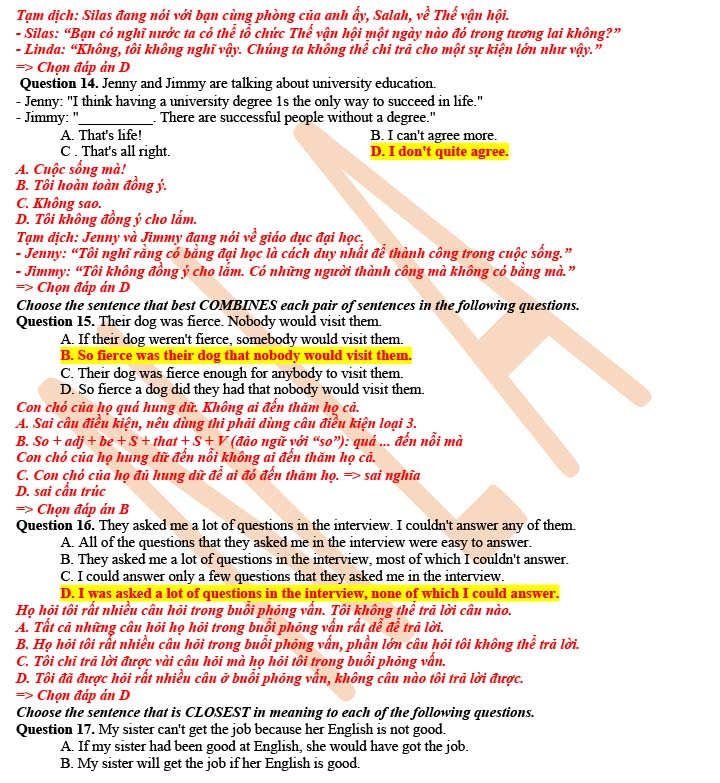 Tạm dịch: Silas đang nói với bạn cùng phòng của anh ấy, Salah, về Thế vận hội.
- Silas: “Bạn có nghĩ nước ta có thể tổ chức Thế vận hội một ngày nào đó trong tương lai không?”
- Linda: “Không, tôi không nghĩ vậy. Chúng ta không thể chi trả cho một sự kiện lớn như vậy.”
=> Chọn đáp án D
Question 14. Jenny and Jimmy are talking about university education.
- Jenny: "I think having a university degree 1s the only way to succeed in life."
- Jimmy: "__________. There are successful people without a degree."
A. That's life! B. I can't agree more.
C . That's all right. D. I don't quite agree.
A. Cuộc sống mà!
B. Tôi hoàn toàn đồng ý.
C. Không sao.
D. Tôi không đồng ý cho lắm.
Tạm dịch: Jenny và Jimmy đang nói về giáo dục đại học.
- Jenny: “Tôi nghĩ rằng có bằng đại học là cách duy nhất để thành công trong cuộc sống.”
- Jimmy: “Tôi không đồng ý cho lắm. Có những người thành công mà không có bằng mà.”
=> Chọn đáp án D
Choose the sentence that best COMBINES each pair of sentences in the following questions.
Question 15. Their dog was fierce. Nobody would visit them.
A. If their dog weren't fierce, somebody would visit them.
B. So fierce was their dog that nobody would visit them.
C. Their dog was fierce enough for anybody to visit them.
D. So fierce a dog did they had that nobody would visit them.
Con chó của họ quá hung dữ. Không ai đến thăm họ cả.
A. Sai câu điều kiện, nếu dùng thì phải dùng câu điều kiện loại 3.
B. So + adj + be + S + that + S + V (đảo ngữ với “so”): quá ... đến nỗi mà
Con chó của họ hung dữ đến nỗi không ai đến thăm họ cả.
C. Con chó của họ đủ hung dữ để ai đó đến thăm họ. => sai nghĩa
D. sai cấu trúc
=> Chọn đáp án B
Question 16. They asked me a lot of questions in the interview. I couldn't answer any of them.
A. All of the questions that they asked me in the interview were easy to answer.
B. They asked me a lot of questions in the interview, most of which I couldn't answer.
C. I could answer only a few questions that they asked me in the interview.
D. I was asked a lot of questions in the interview, none of which I could answer.
Họ hỏi tôi rất nhiều câu hỏi trong buổi phỏng vấn. Tôi không thể trả lời câu nào.
A. Tất cả những câu hỏi họ hỏi trong buổi phỏng vấn rất dễ để trả lời.
B. Họ hỏi tôi rất nhiều câu hỏi trong buổi phỏng vấn, phần lớn câu hỏi tôi không thể trả lời.
C. Tôi chỉ trả lời được vài câu hỏi mà họ hỏi tôi trong buổi phỏng vấn.
D. Tôi đã được hỏi rất nhiều câu ở buổi phỏng vấn, không câu nào tôi trả lời được.
=> Chọn đáp án D
Choose the sentence that is CLOSEST in meaning to each of the following questions.
Question 17. My sister can't get the job because her English is not good.
A. If my sister had been good at English, she would have got the job.
B. My sister will get the job if her English is good.